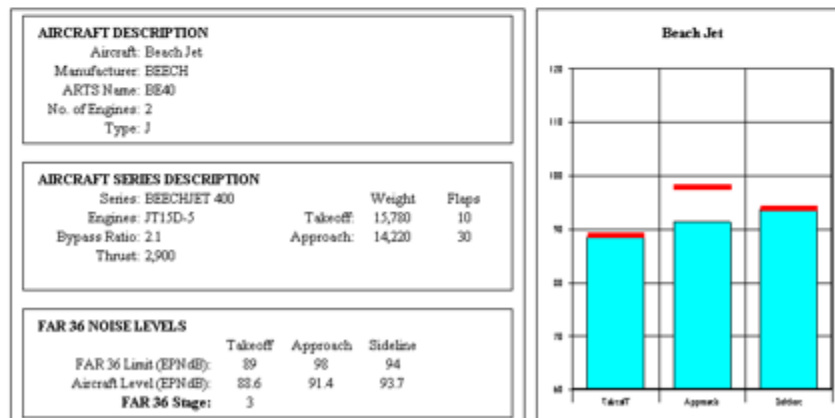 AIRCRAFT DESCRIPTION
Aircraft: Beach Jet
Manufacturer: BEECH
ARTS Name: BE40
No. of Engines: 2
Type: J
AIRCRAFT SERIES DESCRIPTION
Series: BEECHJET 400 Weight Flaps
Engines: JT15D-5 Takeoff: 15,780 10
Bypass Ratio: 2.1 Approach: 14,220 30
Thrust: 2,900
FAR 36 NOISE LEVELS
Takeoff Approach Sideline
FAR 36 Limit (EPNdB): 89 98 94
Aircraft Level (EPNdB): 88.6 91.4 93.7
FAR 36 Stage: 3
Beach Jet
120
110
100
90
80
70
60
Takeoff Approach Sideline